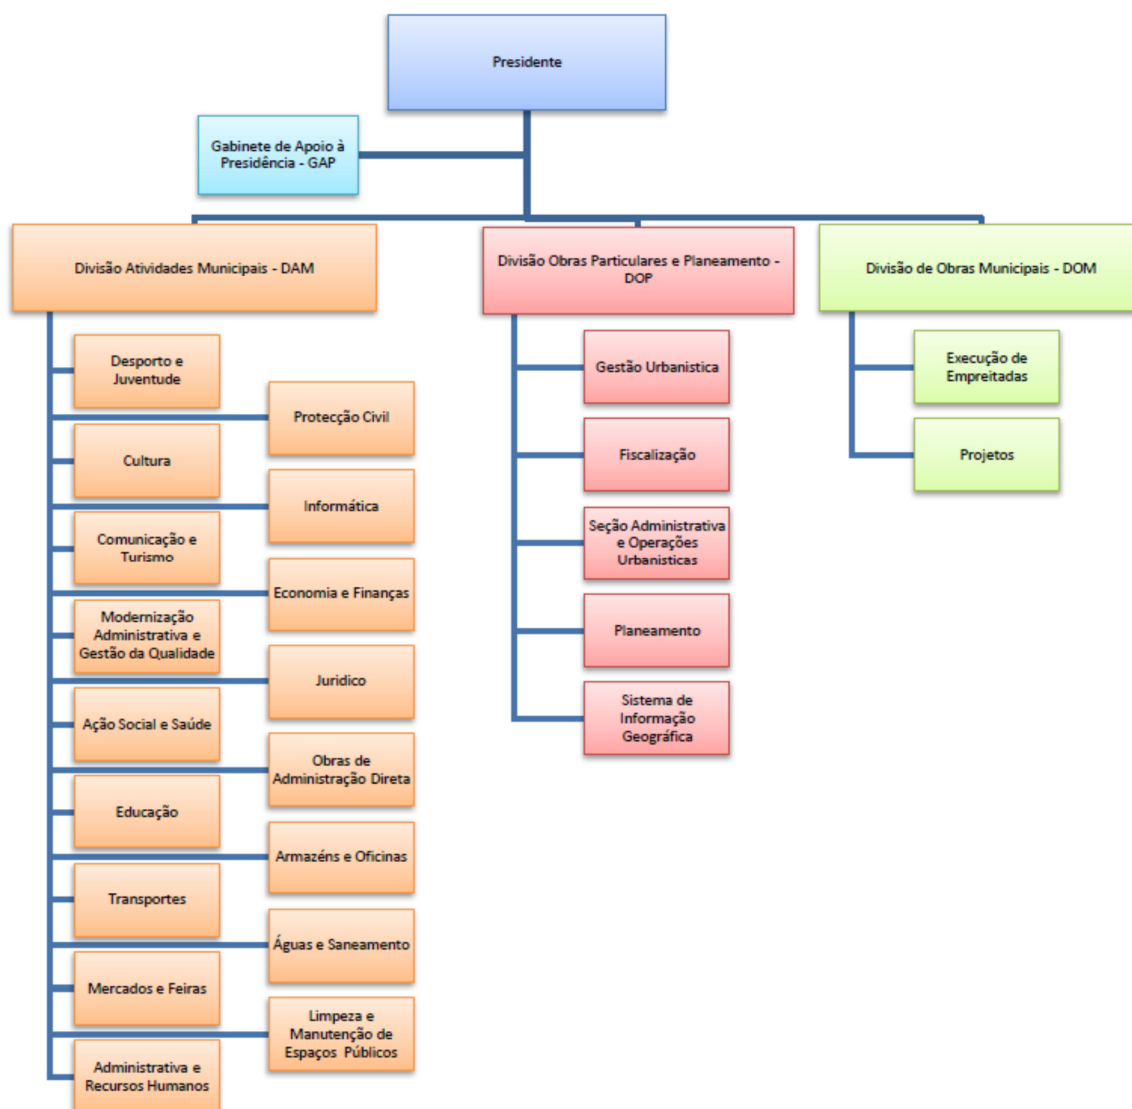 Presidente
Gabinete de Apoio à
Presidência - GAP
Divisão Atividades Municipais - DAM
Divisão Obras Particulares e Planeamento -
DOP
Divisão de Obras Municipais - DOM
Desporto e
Juventude
Protecção Civil
Cultura
Informática
Comunicação e
Turismo
Economia e Finanças
Modernização
Administrativa e
Gestão da Qualidade
Juridico
Ação Social e Saúde
Obras de
Administração Direta
Educação
Armazéns e Oficinas
Transportes
Águas e Saneamento
Mercados e Feiras
Limpeza e
Manutenção de
Espaços Públicos
Administrativa e
Recursos Humanos
Gestão Urbanistica
Fiscalização
Seção Administrativa
e Operações
Urbanisticas
Planeamento
Sistema de
Informação
Geográfica
Execução de
Empreitadas
Projetos